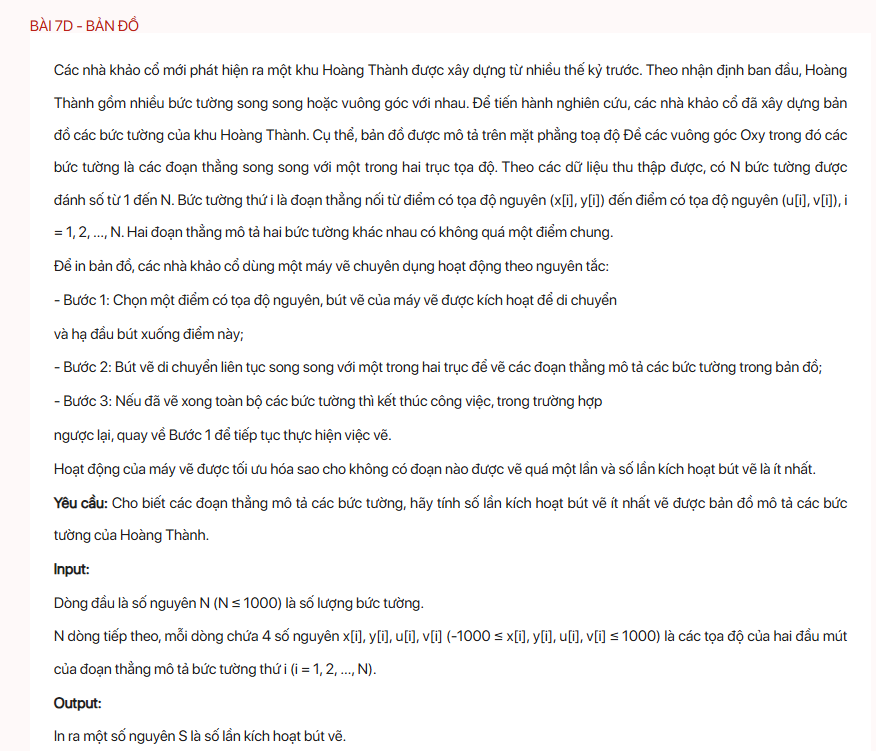 BÀI 7D - BẢN ĐỒ
Các nhà khảo cổ mới phát hiện ra một khu Hoàng Thành được xây dựng từ nhiều thế kỷ trước. Theo nhận định ban đầu, Hoàng
Thành gồm nhiều bức tường song song hoặc vuông góc với nhau. Để tiến hành nghiên cứu, các nhà khảo cổ đã xây dựng bản
đồ các bức tường của khu Hoàng Thành. Cụ thể, bản đồ được mô tả trên mặt phẳng toạ độ Đề các vuông góc Oxy trong đó các
bức tường là các đoạn thẳng song song với một trong hai trục tọa độ. Theo các dữ liệu thu thập được, có N bức tường được
đánh số từ 1 đến N. Bức tường thứ i là đoạn thẳng nối từ điểm có tọa độ nguyên (x[i], y[i]) đến điểm có tọa độ nguyên (u[i], v[i]), i
= 1, 2, ..., N. Hai đoạn thẳng mô tả hai bức tường khác nhau có không quá một điểm chung.
Để in bản đồ, các nhà khảo cổ dùng một máy vẽ chuyên dụng hoạt động theo nguyên tắc:
- Bước 1: Chọn một điểm có tọa độ nguyên, bút vẽ của máy vẽ được kích hoạt để di chuyển
và hạ đầu bút xuống điểm này;
- Bước 2: Bút vẽ di chuyển liên tục song song với một trong hai trục để vẽ các đoạn thẳng mô tả các bức tường trong bản đồ;
- Bước 3: Nếu đã vẽ xong toàn bộ các bức tường thì kết thúc công việc, trong trường hợp
ngược lại, quay về Bước 1 để tiếp tục thực hiện việc vẽ.
Hoạt động của máy vẽ được tối ưu hóa sao cho không có đoạn nào được vẽ quá một lần và số lần kích hoạt bút vẽ là ít nhất.
Yêu cầu: Cho biết các đoạn thẳng mô tả các bức tường, hãy tính số lần kích hoạt bút vẽ ít nhất vẽ được bản đồ mô tả các bức
tường của Hoàng Thành.
Input:
Dòng đầu là số nguyên N (N ≤ 1000) là số lượng bức tường.
N dòng tiếp theo, mỗi dòng chứa 4 số nguyên x[i], y[i], u[i], v[i] (-1000 ≤ x[i], y[i], u[i], v[i] ≤ 1000) là các tọa độ của hai đầu mút
của đoạn thẳng mô tả bức tường thứ i (i = 1, 2, ..., N).
Output:
In ra một số nguyên S là số lần kích hoạt bút vẽ.